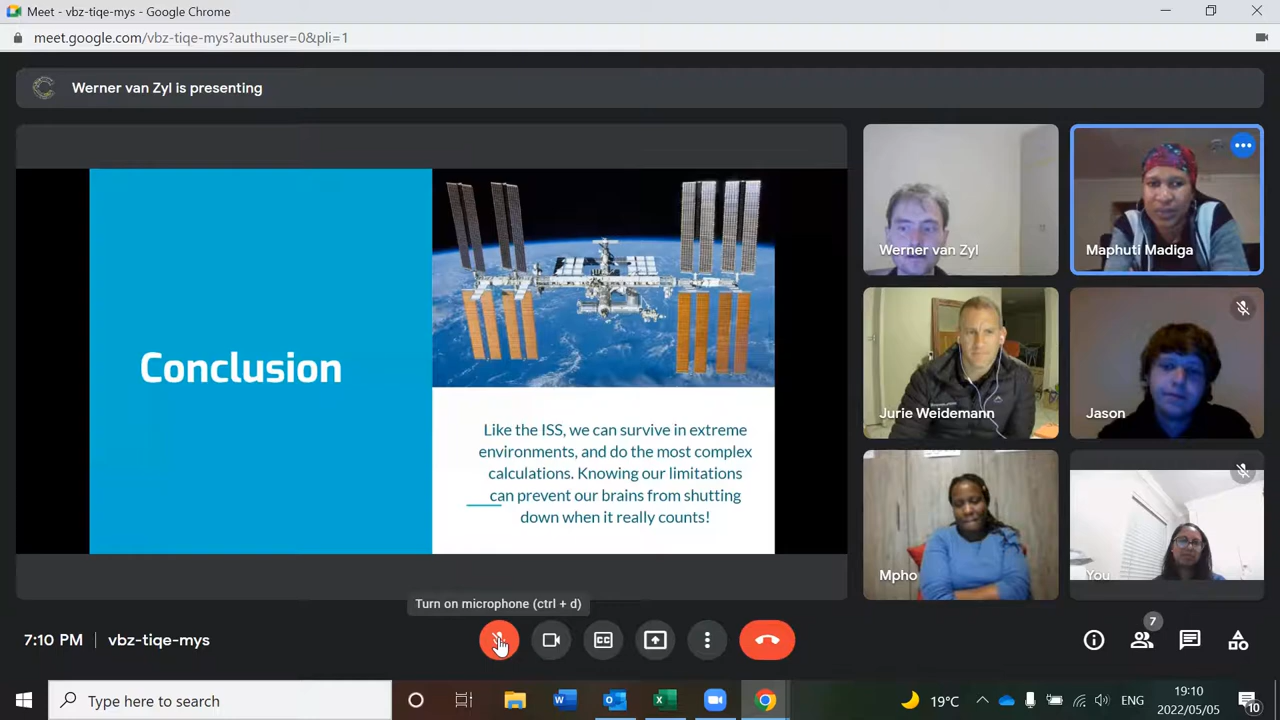 Meet - vbz-tiqe-mys - Google Chrome
meet.google.com/vbz-tiqe-mys?authuser=0&pli=1
Werner van Zyl is presenting
Conclusion
Like the ISS, we can survive in extreme
environments, and do the most complex
calculations. Knowing our limitations
can prevent our brains from shutting
down when it really counts!
Werner van Zyl
Maphuti Madiga
Jurie Weidemann
Jason
Mpho
You
Turn on microphone (ctrl + d)
7:10 PM | vbz-tiqe-mys
CC
7
Type here to search
19°C
ENG
19:10
2022/05/05
10